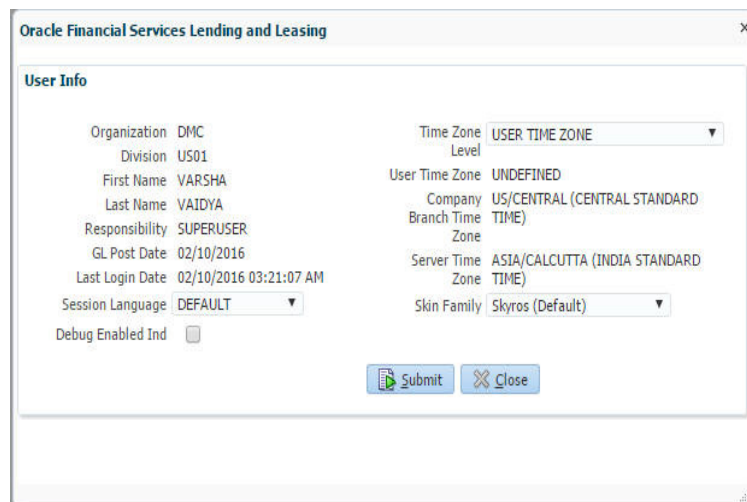 Oracle Financial Services Lending and Leasing
×
User Info
Organization DMC
Division US01
First Name VARSHA
Last Name VAIDYA
Responsibility SUPERUSER
GL Post Date 02/10/2016
Last Login Date 02/10/2016 03:21:07 AM
Session Language DEFAULT
Debug Enabled Ind
Time Zone Level USER TIME ZONE
User Time Zone UNDEFINED
Company Branch Time Zone US/CENTRAL (CENTRAL STANDARD TIME)
Server Time Zone ASIA/CALCUTTA (INDIA STANDARD TIME)
Skin Family Skyros (Default)
Submit
Close